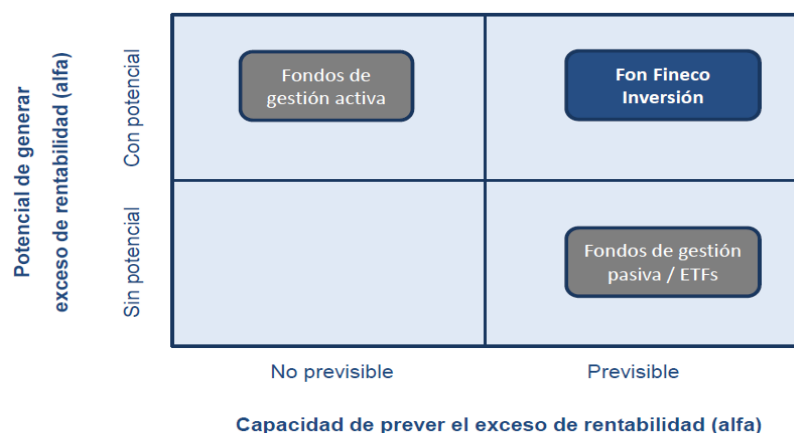 Potencial de generar
exceso de rentabilidad (alfa)
Con potencial
Sin potencial
Fondos de
gestión activa
Fon Fineco
Inversión
Fondos de gestión
pasiva / ETFs
No previsible
Previsible
Capacidad de prever el exceso de rentabilidad (alfa)